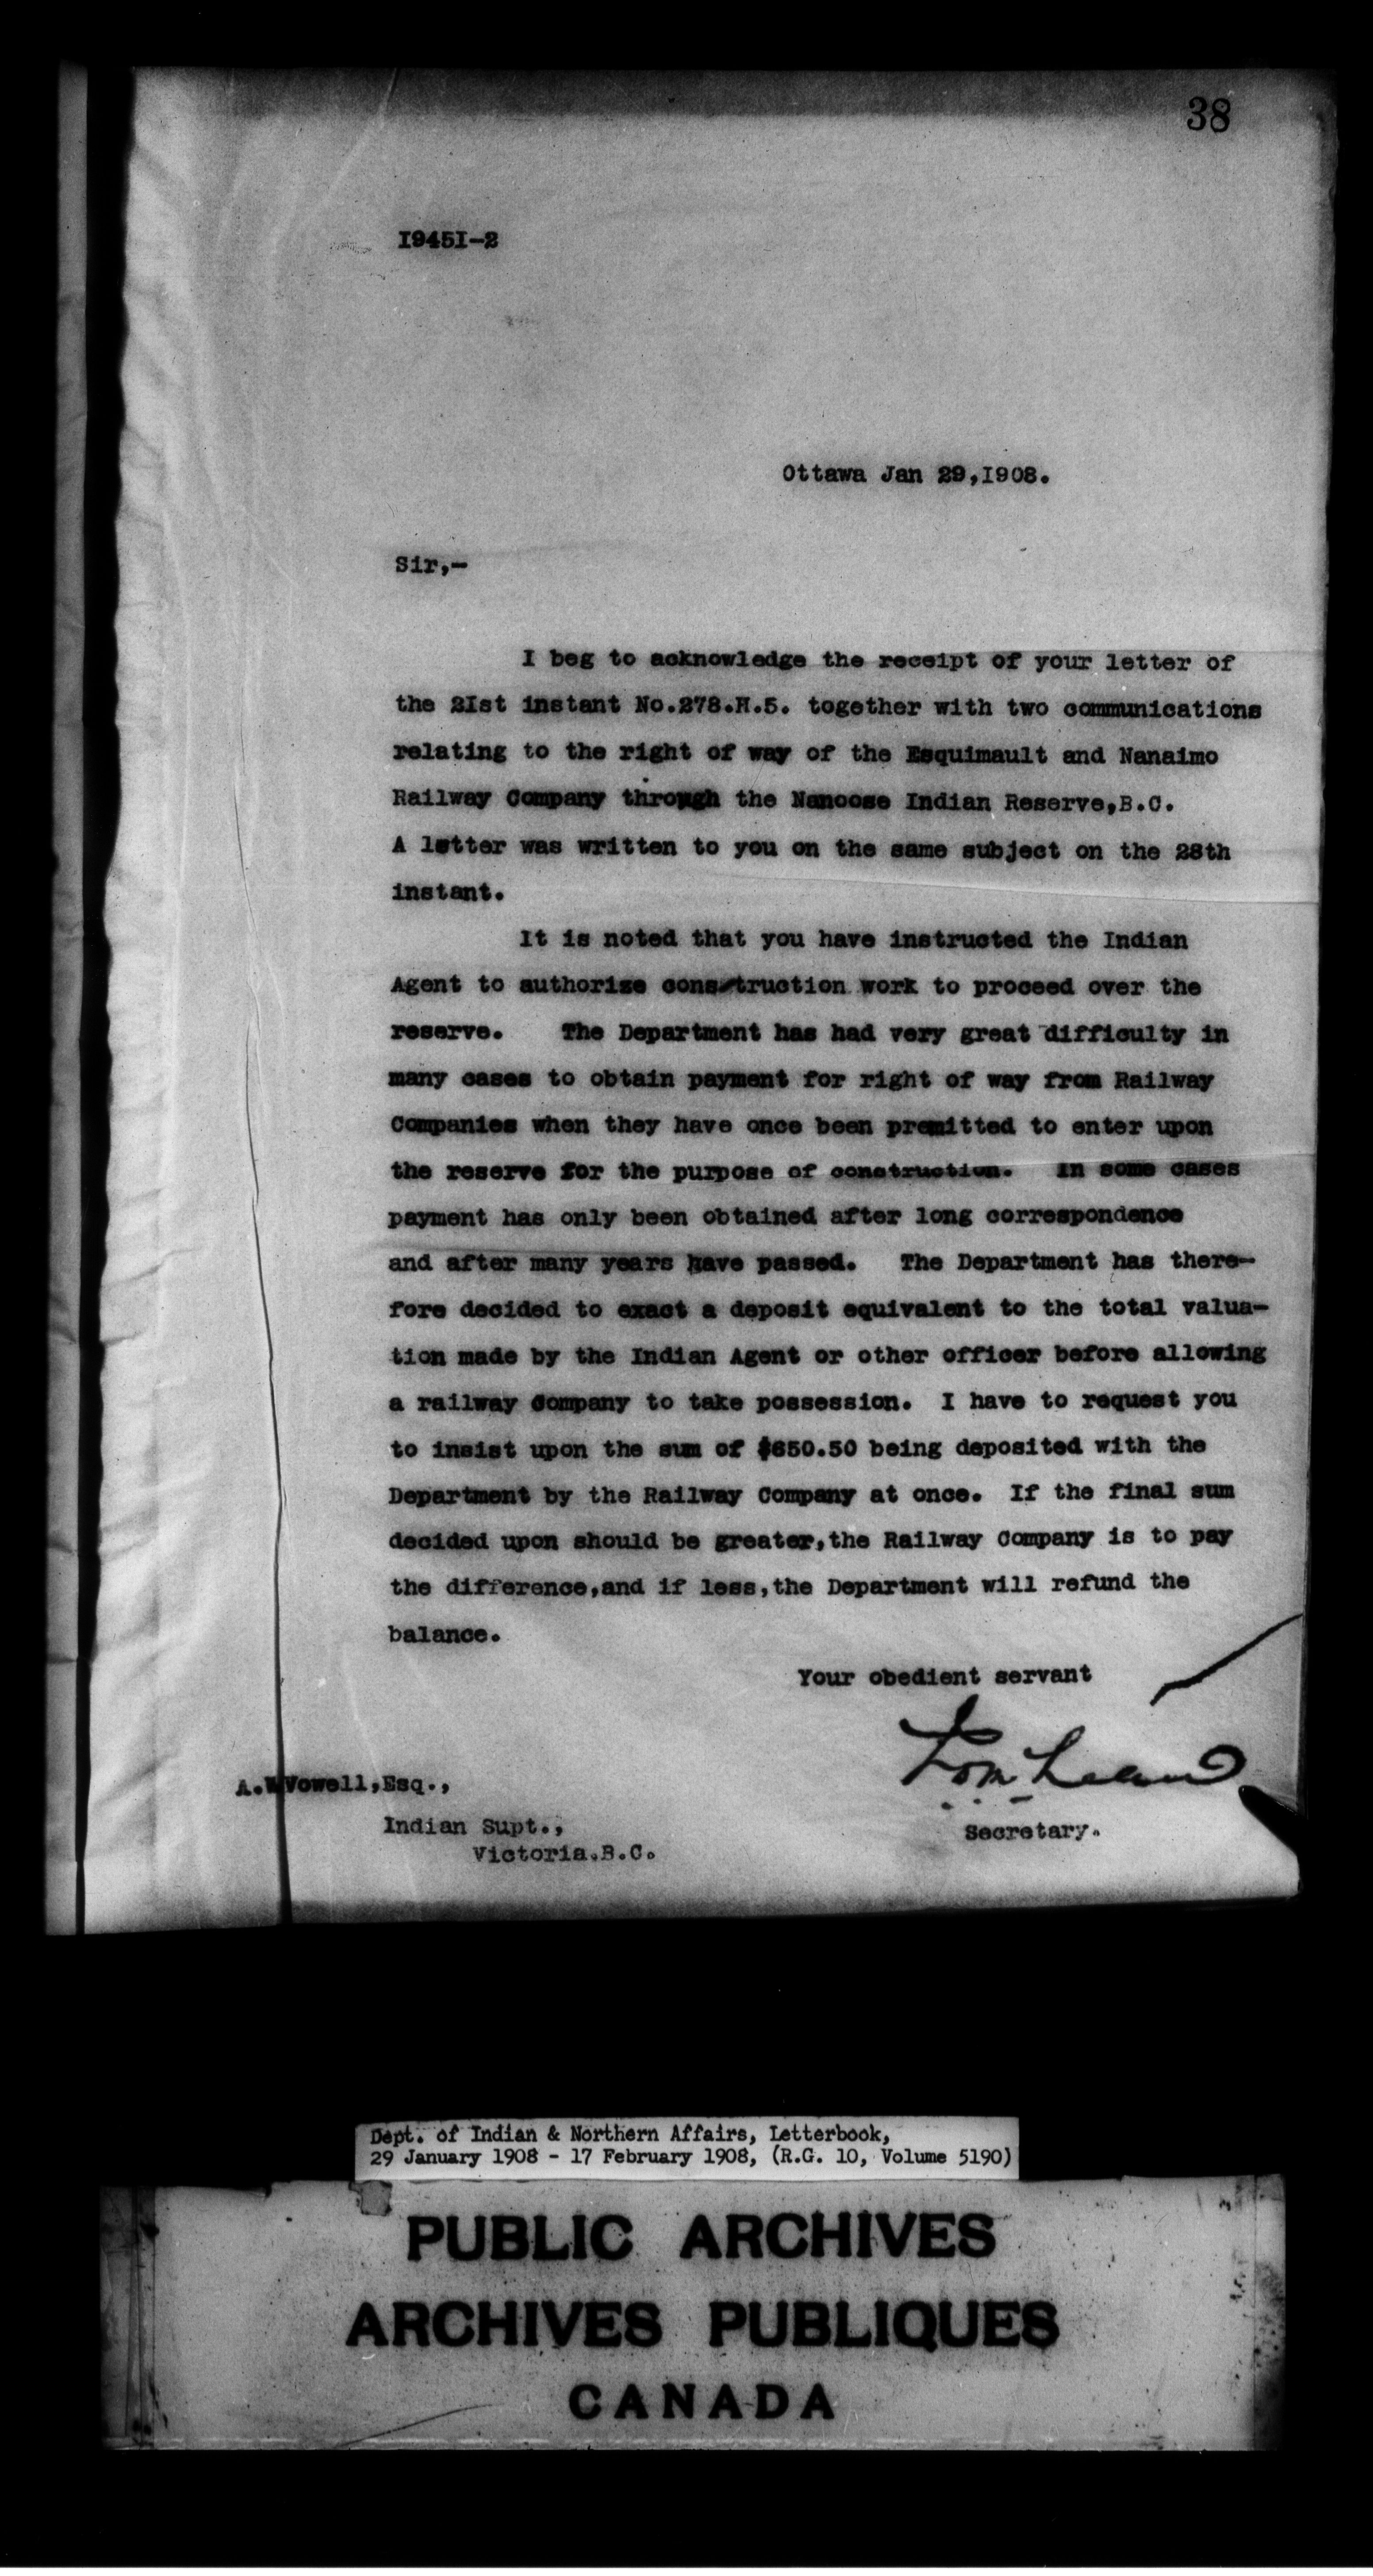 38
I945I-2
Ottawa Jan 29,I908.
Sir,-
I beg to acknowledge the receipt of your letter of
the 2Ist instant No.278.H.5. together with two communications
relating to the right of way of the Esquimault and Nanaimo
Railway Company through the Nanoose Indian Reserve,B.C.
A letter was written to you on the same subject on the 28th
instant.
It is noted that you have instructed the Indian
Agent to authorize construction work to proceed over the
reserve. The Department has had very great difficulty in
many cases to obtain payment for right of way from Railway
Companies when they have once been premitted to enter upon
the reserve for the purpose of construction. In some cases
payment has only been obtained after long correspondence
and after many years have passed. The Department has there-
fore decided to exact a deposit equivalent to the total valua-
tion made by the Indian Agent or other officer before allowing
a railway Company to take possession. I have to request you
to insist upon the sum of $650.50 being deposited with the
Department by the Railway Company at once. If the final sum
decided upon should be greater,the Railway Company is to pay
the difference,and if less,the Department will refund the
balance.
Your obedient servant
Secretary.
A.W Vowell,Esq.,
Indian Supt.,
Victoria.B.C.
Dept. of Indian & Northern Affairs, Letterbook,
29 January 1908 - 17 February 1908, (R.G. 10, Volume 5190)
PUBLIC ARCHIVES
ARCHIVES PUBLIQUES
CANADA